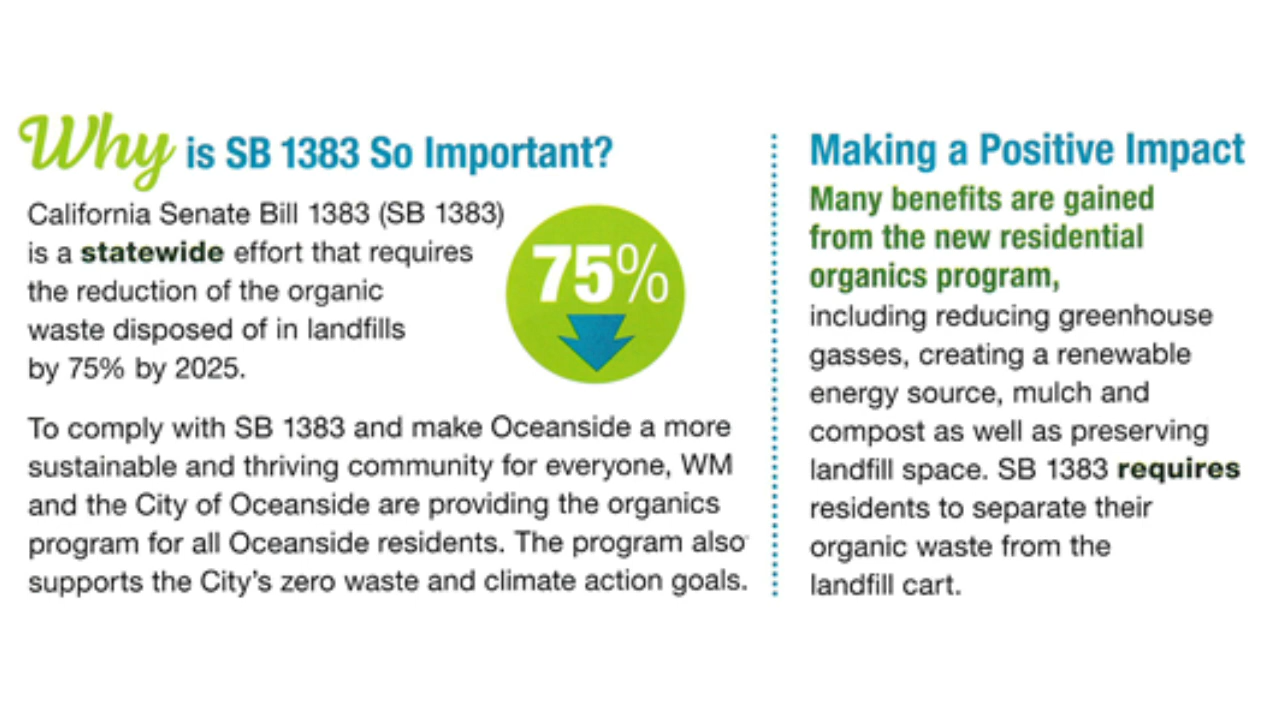 Why is SB 1383 So Important?
California Senate Bill 1383 (SB 1383)
is a statewide effort that requires
the reduction of the organic
waste disposed of in landfills
by 75% by 2025.
75%
To comply with SB 1383 and make Oceanside a more
sustainable and thriving community for everyone, WM
and the City of Oceanside are providing the organics
program for all Oceanside residents. The program also
supports the City's zero waste and climate action goals.
Making a Positive Impact
Many benefits are gained
from the new residential
organics program,
including reducing greenhouse
gasses, creating a renewable
energy source, mulch and
compost as well as preserving
landfill space. SB 1383 requires
residents to separate their
organic waste from the
landfill cart.